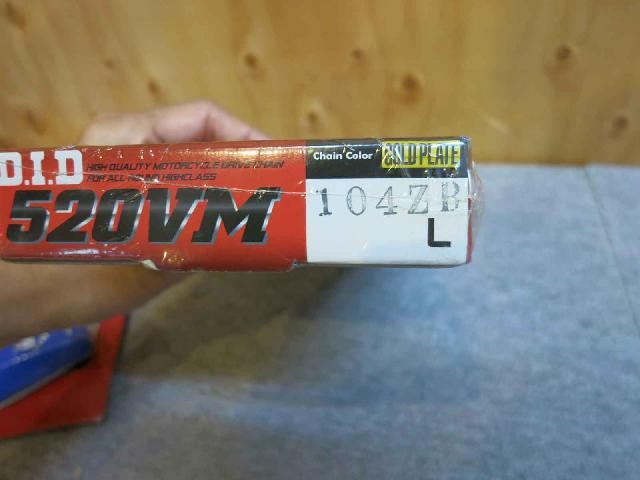 D.I.D
HIGH QUALITY MOTORCYCLE DRIVE CHAIN
FOR ALL ROUND HIGHCLASS
520VM
Chain Color GOLD PLATE
104ZB
L